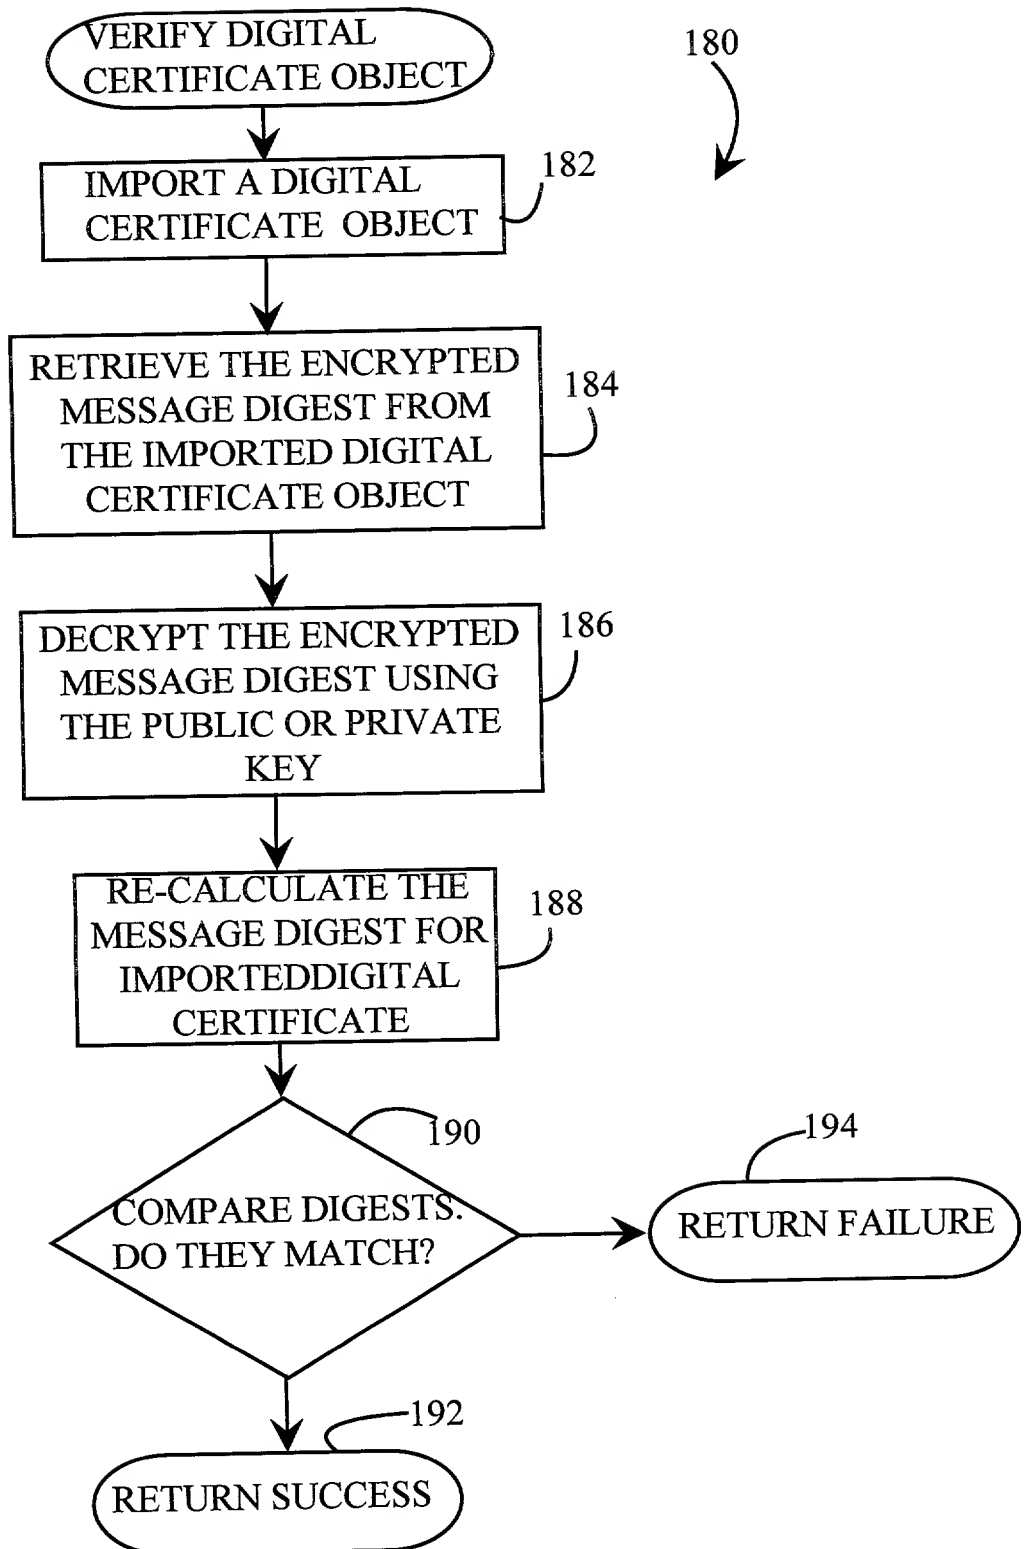 VERIFY DIGITAL
CERTIFICATE OBJECT
180
IMPORT A DIGITAL
CERTIFICATE OBJECT
182
RETRIEVE THE ENCRYPTED
MESSAGE DIGEST FROM
THE IMPORTED DIGITAL
CERTIFICATE OBJECT
184
DECRYPT THE ENCRYPTED
MESSAGE DIGEST USING
THE PUBLIC OR PRIVATE
KEY
186
RE-CALCULATE THE
MESSAGE DIGEST FOR
IMPORTEDDIGITAL
CERTIFICATE
188
190
COMPARE DIGESTS.
DO THEY MATCH?
194
RETURN FAILURE
192
RETURN SUCCESS